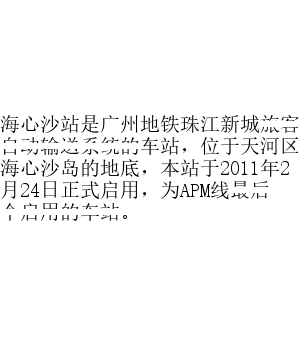 海心沙站是广州地铁珠江新城旅客
自动输送系统的车站，位于天河区
海心沙岛的地底，本站于2011年2
月24日正式启用，为APM线最后
个启用的车站。